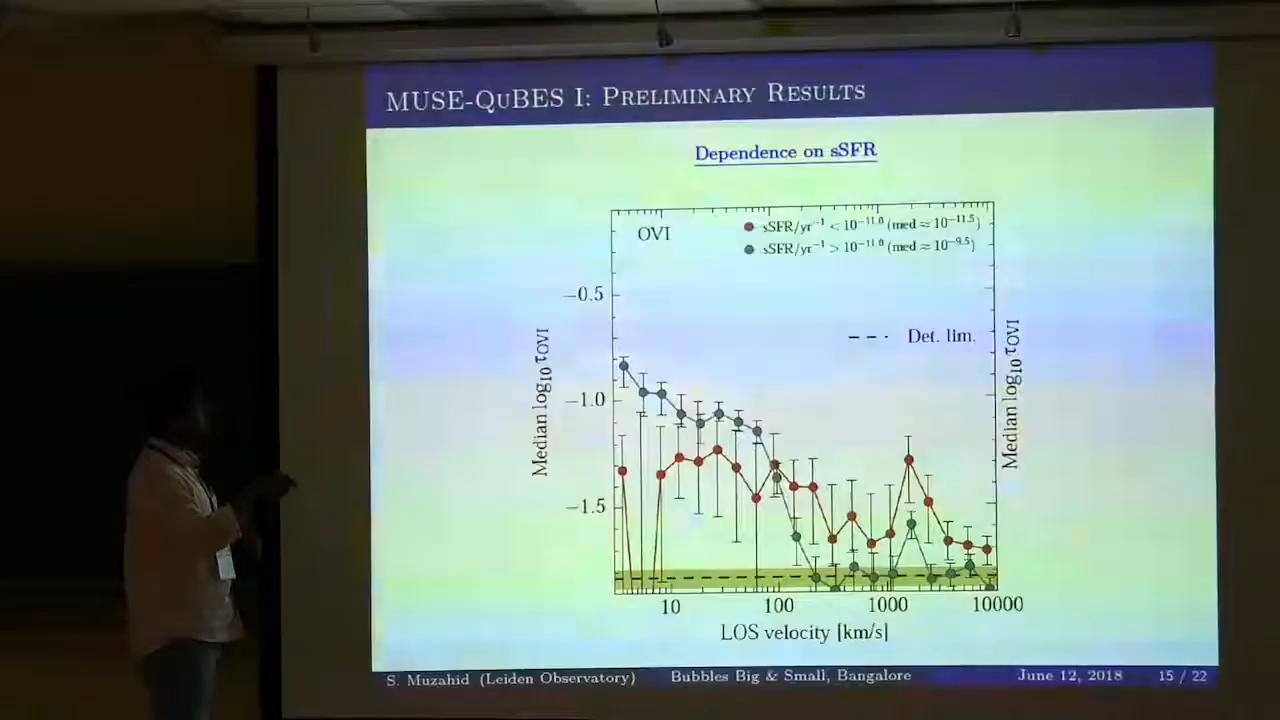 MUSE-QuBES I: Preliminary Results
Dependence on sSFR
OVI
sSFR/yr⁻¹ < 10⁻¹¹·⁰ (med ≈ 10⁻¹¹·⁵)
sSFR/yr⁻¹ > 10⁻¹¹·⁰ (med ≈ 10⁻⁹·⁵)
Det. lim.
−0.5
−1.0
−1.5
Median log₁₀ τOVI
Median log₁₀ τOVI
10 100 1000 10000
LOS velocity [km/s]
S. Muzahid (Leiden Observatory) Bubbles Big & Small, Bangalore June 12, 2018 15 / 22